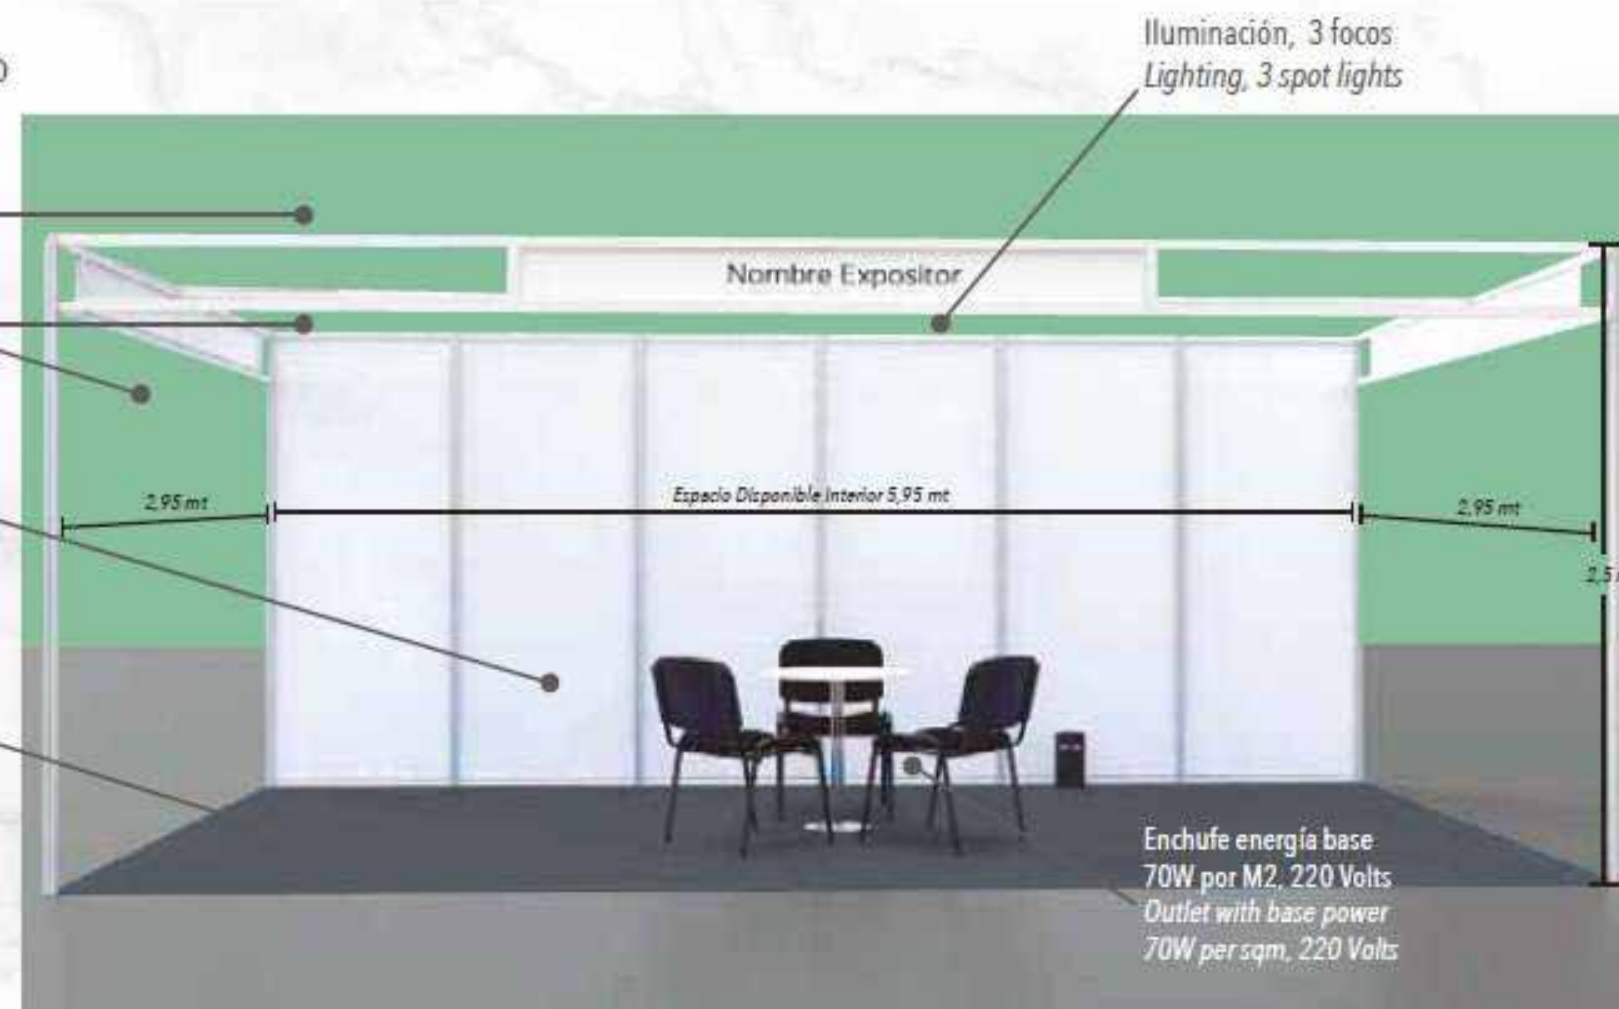 Iluminación, 3 focos
Lighting, 3 spot lights
Nombre Expositor
2,95 mt
Espacio Disponible Interior 5,95 mt
2,95 mt
2,5
Enchufe energía base
70W por M2, 220 Volts
Outlet with base power
70W per sqm, 220 Volts